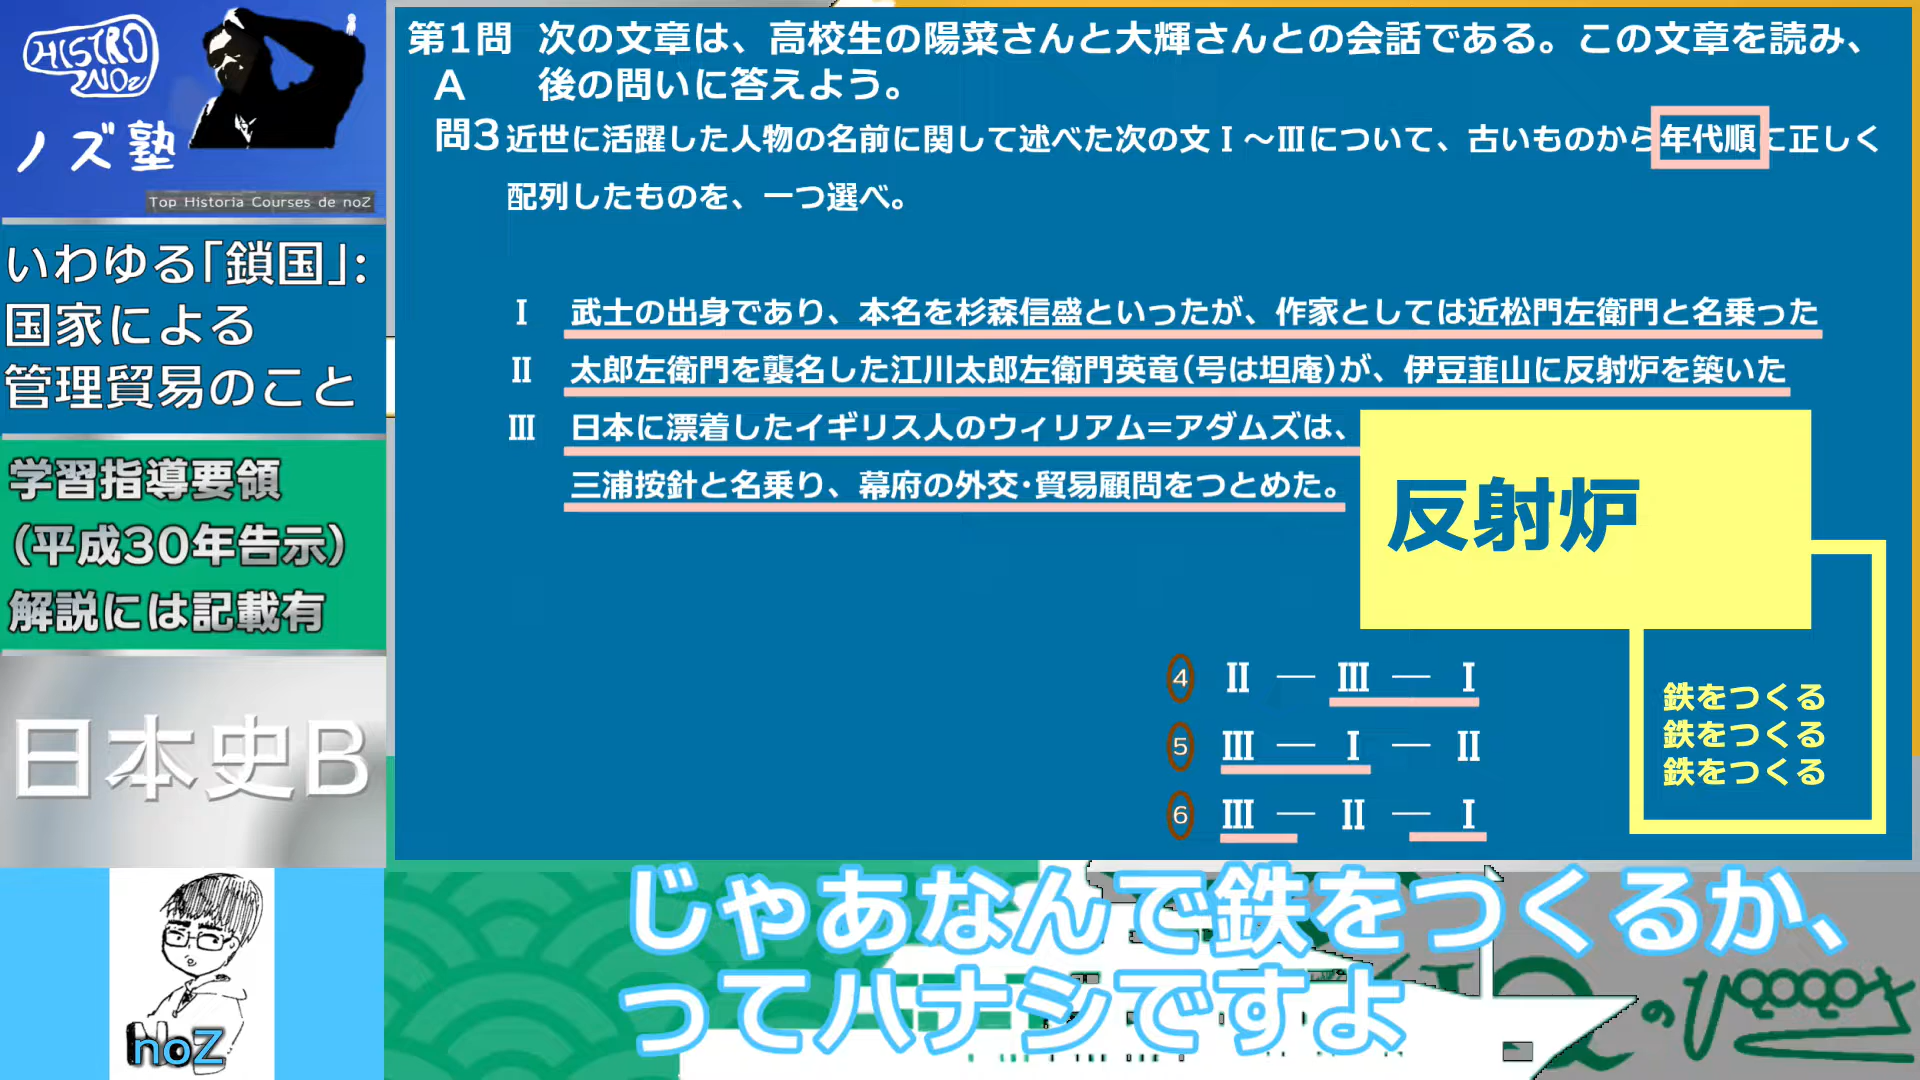 HISTRO
NOZ
ノズ塾
Top Historia Courses de noZ
いわゆる「鎖国」:
国家による
管理貿易のこと
学習指導要領
(平成30年告示)
解説には記載有
日本史B
noZ
第1問 次の文章は、高校生の陽菜さんと大輝さんとの会話である。この文章を読み、
A 後の問いに答えよう。
問3 近世に活躍した人物の名前に関して述べた次の文Ⅰ～Ⅲについて、古いものから年代順に正しく
配列したものを、一つ選べ。
Ⅰ 武士の出身であり、本名を杉森信盛といったが、作家としては近松門左衛門と名乗った
Ⅱ 太郎左衛門を襲名した江川太郎左衛門英竜(号は坦庵)が、伊豆韮山に反射炉を築いた
Ⅲ 日本に漂着したイギリス人のウィリアム=アダムズは、
三浦按針と名乗り、幕府の外交・貿易顧問をつとめた。
反射炉
鉄をつくる
鉄をつくる
鉄をつくる
④ Ⅱ ― Ⅲ ― Ⅰ
⑤ Ⅲ ― Ⅰ ― Ⅱ
⑥ Ⅲ ― Ⅱ ― Ⅰ
じゃあなんで鉄をつくるか、
ってハナシですよ